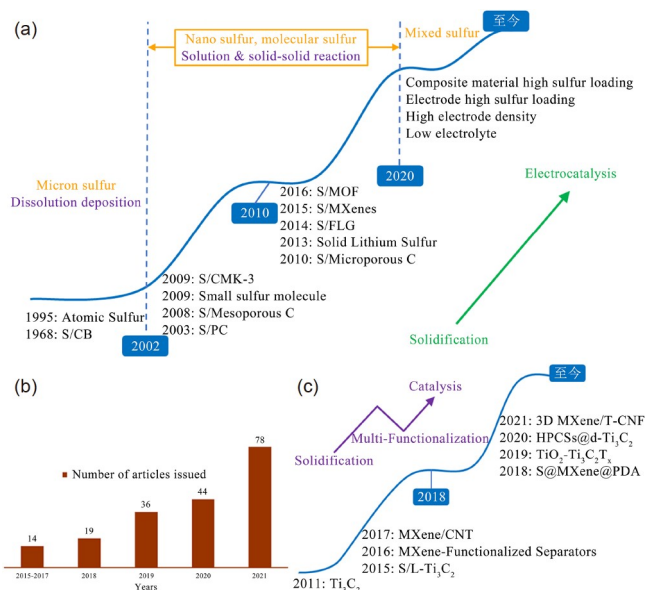 (a)
至今
Nano sulfur, molecular sulfur
Solution & solid-solid reaction
Mixed sulfur
Composite material high sulfur loading
Electrode high sulfur loading
High electrode density
Low electrolyte
2020
Micron sulfur
Dissolution deposition
2010
2016: S/MOF
2015: S/MXenes
2014: S/FLG
2013: Solid Lithium Sulfur
2010: S/Microporous C
Electrocatalysis
Solidification
2009: S/CMK-3
2009: Small sulfur molecule
2008: S/Mesoporous C
2003: S/PC
1995: Atomic Sulfur
1968: S/CB
2002
(b)
Number of articles issued
14
19
36
44
78
2015-2017
2018
2019
2020
2021
Years
(c)
至今
Catalysis
Multi-Functionalization
Solidification
2021: 3D MXene/T-CNF
2020: HPCSs@d-Ti₃C₂
2019: TiO₂-Ti₃C₂Tₓ
2018: S@MXene@PDA
2018
2017: MXene/CNT
2016: MXene-Functionalized Separators
2015: S/L-Ti₃C₂
2011: Ti₃C₂